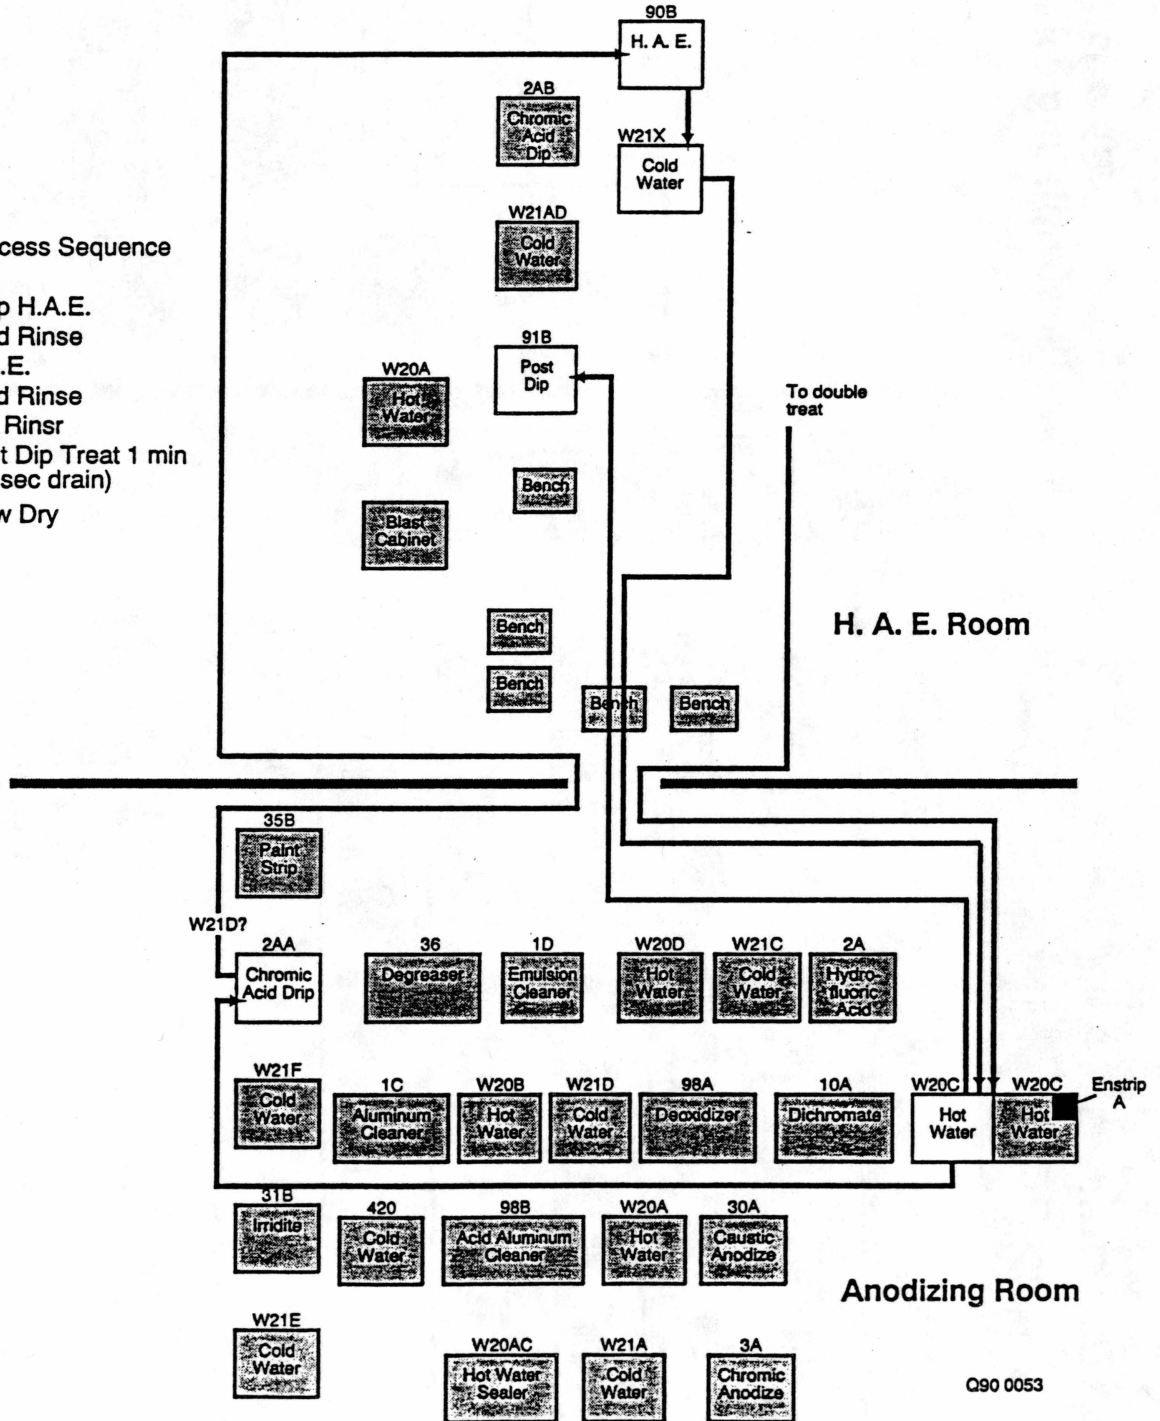 90B
H. A. E.
2AB
Chromic
Acid
Dip
W21X
Cold
Water
W21AD
Cold
Water
cess Sequence
p H.A.E.
d Rinse
.E.
d Rinse
Rinsr
t Dip Treat 1 min
sec drain)
w Dry
91B
Post
Dip
W20A
Hot
Water
To double
treat
Bench
Blast
Cabinet
H. A. E. Room
Bench
Bench
Bench
Bench
35B
Paint
Strip
W21D?
2AA
Chromic
Acid Drip
36
Degreaser
1D
Emulsion
Cleaner
W20D
Hot
Water
W21C
Cold
Water
2A
Hydro-
fluoric
Acid
W21F
Cold
Water
1C
Aluminum
Cleaner
W20B
Hot
Water
W21D
Cold
Water
98A
Deoxidizer
10A
Dichromate
W20C
Hot
Water
W20C
Hot
Water
Enstrip
A
31B
Irridite
420
Cold
Water
98B
Acid Aluminum
Cleaner
W20A
Hot
Water
30A
Caustic
Anodize
Anodizing Room
W21E
Cold
Water
W20AC
Hot Water
Sealer
W21A
Cold
Water
3A
Chromic
Anodize
Q90 0053